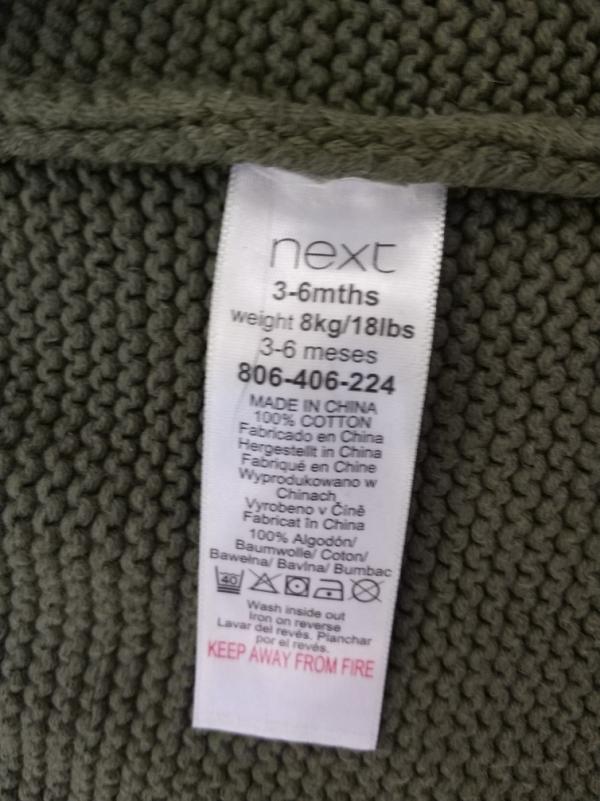 next
3-6mths
weight 8kg/18lbs
3-6 meses
806-406-224
MADE IN CHINA
100% COTTON
Fabricado en China
Hergestellt in China
Fabriqué en Chine
Wyprodukowano w
Chinach
Vyrobeno v Číně
Fabricat în China
100% Algodón/
Baumwolle/ Coton/
Bawełna/ Bavlna/ Bumbac
40
Wash inside out
Iron on reverse
Lavar del revés. Planchar
por el revés.
KEEP AWAY FROM FIRE